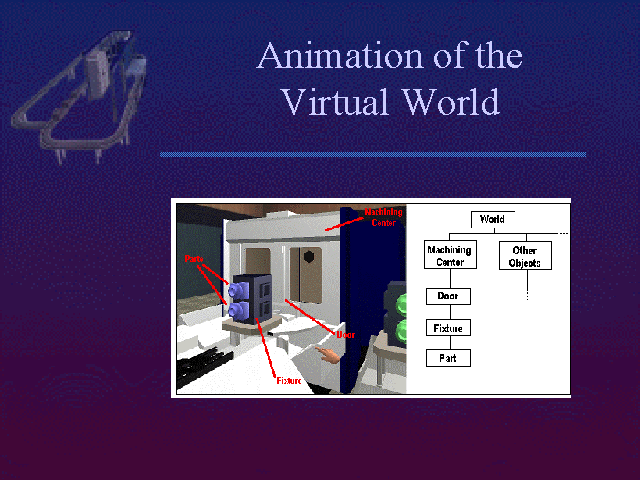 Animation of the
Virtual World
Machining
Center
Parts
Door
Fixture
World
Machining
Center
Other
Objects
Door
Fixture
Part